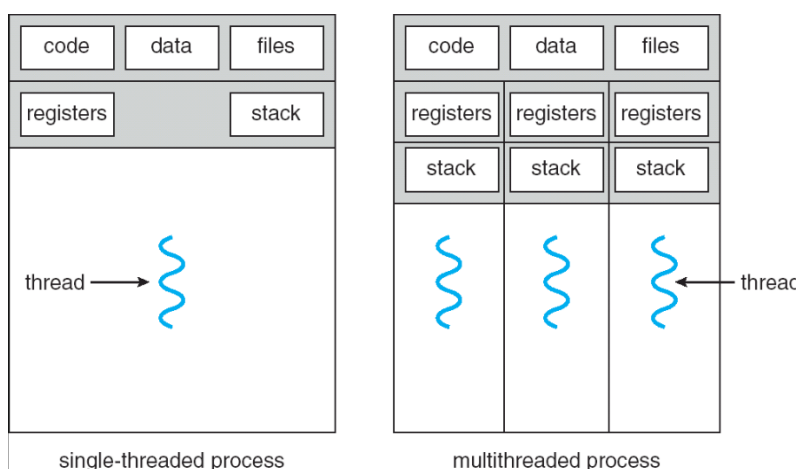 code data files
registers stack
thread
single-threaded process
code data files
registers registers registers
stack stack stack
thread
multithreaded process